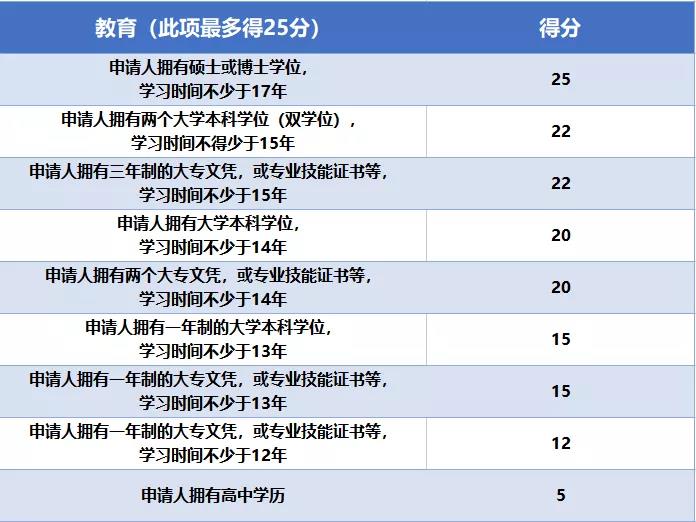 教育（此项最多得25分）
得分
申请人拥有硕士或博士学位，
学习时间不少于17年
25
申请人拥有两个大学本科学位（双学位），
学习时间不得少于15年
22
申请人拥有三年制的大专文凭，或专业技能证书等，
学习时间不少于15年
22
申请人拥有大学本科学位，
学习时间不少于14年
20
申请人拥有两个大专文凭，或专业技能证书等，
学习时间不少于14年
20
申请人拥有一年制的大学本科学位，
学习时间不少于13年
15
申请人拥有一年制的大专文凭，或专业技能证书等，
学习时间不少于13年
15
申请人拥有一年制的大专文凭，或专业技能证书等，
学习时间不少于12年
12
申请人拥有高中学历
5